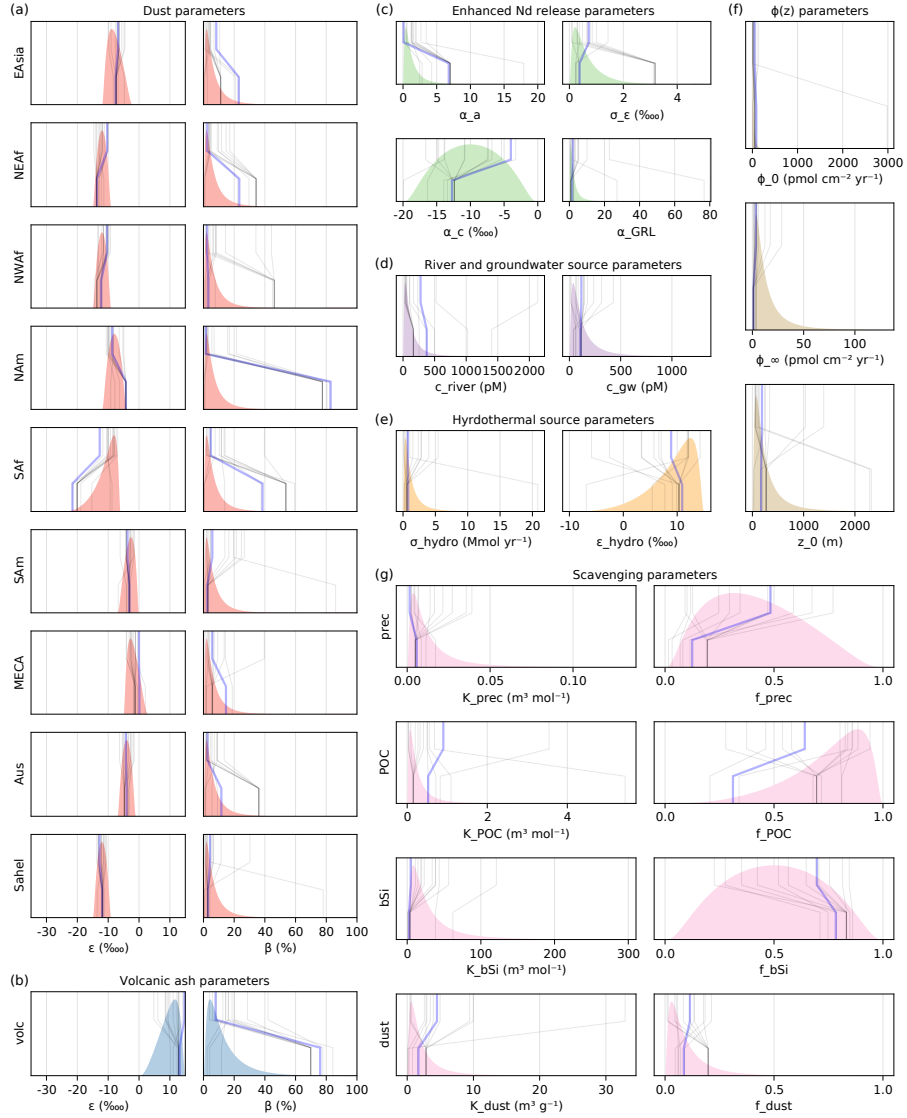 (a) Dust parameters
EAsia
NEAf
NWAf
NAm
SAf
SAm
MECA
Aus
Sahel
-30 -20 -10 0 10
ε (‱)
0 20 40 60 80 100
β (%)
(b) Volcanic ash parameters
volc
-30 -20 -10 0 10
ε (‱)
0 20 40 60 80 100
β (%)
(c) Enhanced Nd release parameters
0 5 10 15 20
α_a
0 2 4
σ_ε (‱)
-20 -15 -10 -5 0
α_c (‱)
0 20 40 60 80
α_GRL
(d) River and groundwater source parameters
0 500 1000 1500 2000
c_river (pM)
0 500 1000
c_gw (pM)
(e) Hyrdothermal source parameters
0 5 10 15 20
σ_hydro (Mmol yr⁻¹)
-10 0 10
ε_hydro (‱)
(f) ϕ(z) parameters
0 1000 2000 3000
ϕ_0 (pmol cm⁻² yr⁻¹)
0 50 100
ϕ_∞ (pmol cm⁻² yr⁻¹)
0 1000 2000
z_0 (m)
(g) Scavenging parameters
prec
0.00 0.05 0.10
K_prec (m³ mol⁻¹)
0.0 0.5 1.0
f_prec
POC
0 2 4
K_POC (m³ mol⁻¹)
0.0 0.5 1.0
f_POC
bSi
0 100 200 300
K_bSi (m³ mol⁻¹)
0.0 0.5 1.0
f_bSi
dust
0 10 20 30
K_dust (m³ g⁻¹)
0.0 0.5 1.0
f_dust